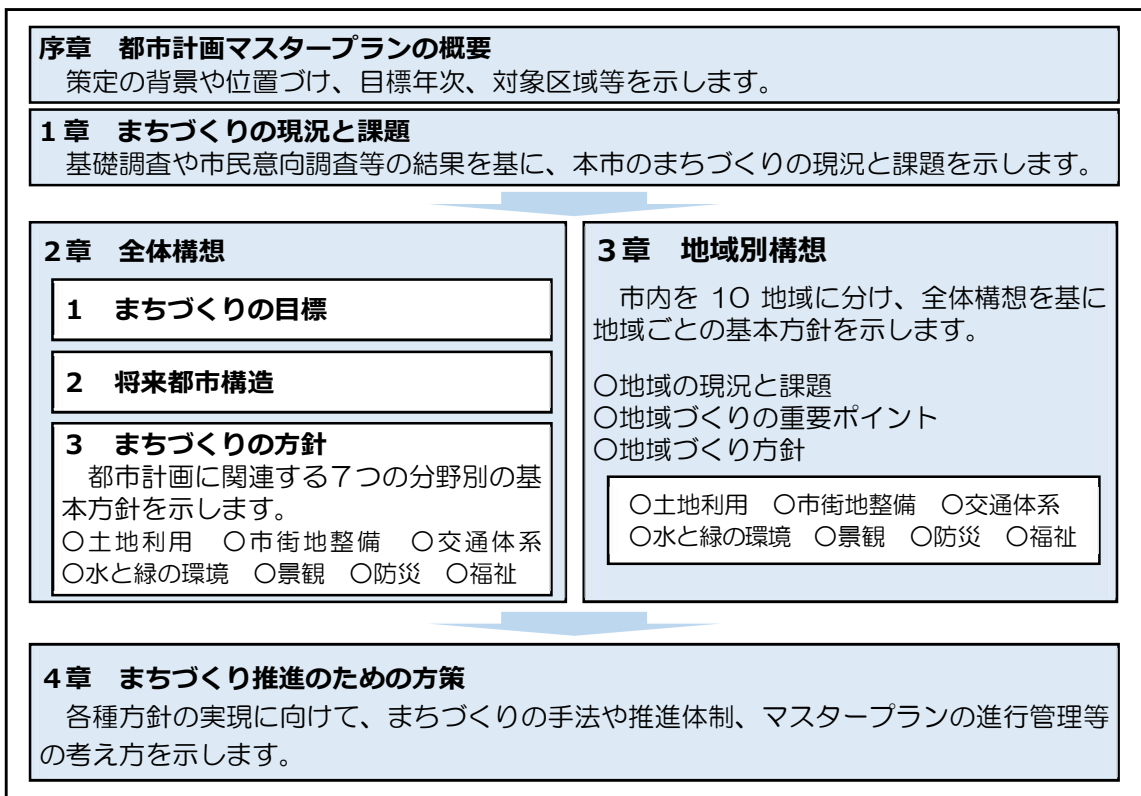 序章　都市計画マスタープランの概要
策定の背景や位置づけ、目標年次、対象区域等を示します。
1章　まちづくりの現況と課題
基礎調査や市民意向調査等の結果を基に、本市のまちづくりの現況と課題を示します。
2章　全体構想
1　まちづくりの目標
2　将来都市構造
3　まちづくりの方針
都市計画に関連する7つの分野別の基
本方針を示します。
○土地利用　○市街地整備　○交通体系
○水と緑の環境　○景観　○防災　○福祉
3章　地域別構想
市内を 10 地域に分け、全体構想を基に
地域ごとの基本方針を示します。
○地域の現況と課題
○地域づくりの重要ポイント
○地域づくり方針
○土地利用　○市街地整備　○交通体系
○水と緑の環境　○景観　○防災　○福祉
4章　まちづくり推進のための方策
各種方針の実現に向けて、まちづくりの手法や推進体制、マスタープランの進行管理等
の考え方を示します。